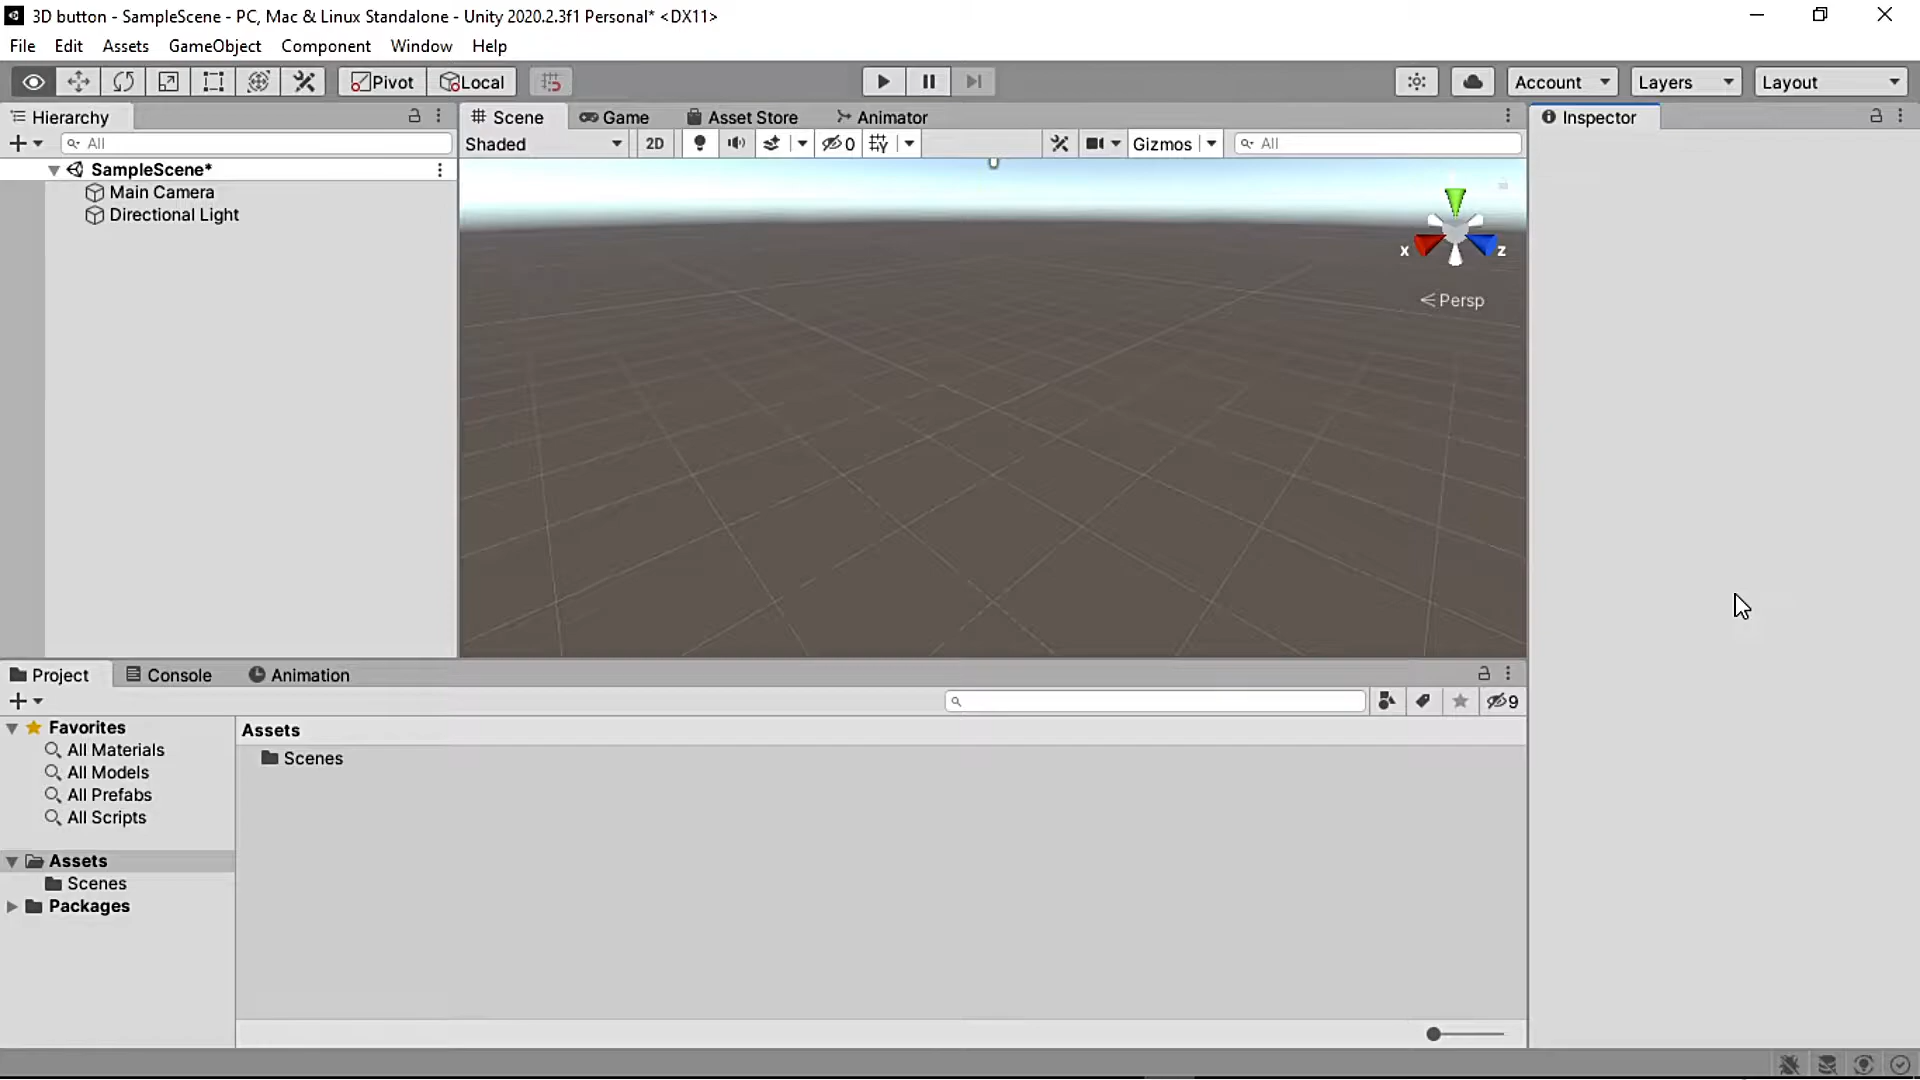 3D button - SampleScene - PC, Mac & Linux Standalone - Unity 2020.2.3f1 Personal* <DX11>
File Edit Assets GameObject Component Window Help
Pivot Local Account Layers Layout
Hierarchy
All
SampleScene*
Main Camera
Directional Light
Scene Game Asset Store Animator
Shaded 2D 0 Gizmos All
x z
Persp
Inspector
Project Console Animation
9
Favorites
All Materials
All Models
All Prefabs
All Scripts
Assets
Scenes
Packages
Assets
Scenes